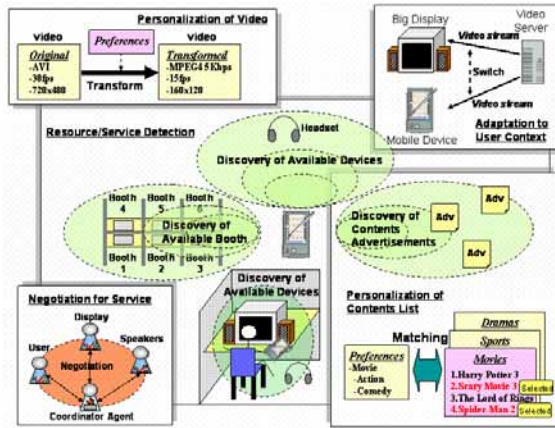 Personalization of Video
video
Preferences
video
Original
-AVI
-30fps
-720x480
Transform
Transformed
-MPEG4 5Kbps
-15fps
-160x120
Big Display
Video Server
Video stream
Switch
Video stream
Mobile Device
Adaptation to
User Context
Resource/Service Detection
Headset
Discovery of Available Devices
Booth 4
Booth 5
Booth 6
Discovery of
Available Booth
Booth 1
Booth 2
Booth 3
Adv
Adv
Adv
Discovery of
Contents
Advertisements
Discovery of
Available Devices
Negotiation for Service
Display
User
Speakers
Negotiation
Coordinator Agent
Personalization of
Contents List
Matching
Preferences
-Movie
-Action
-Comedy
Dramas
Sports
Movies
1.Harry Potter 3
2.Srary Movie 3
Selected
3.The Lord of Rings
4.Spider Man 2
Selected